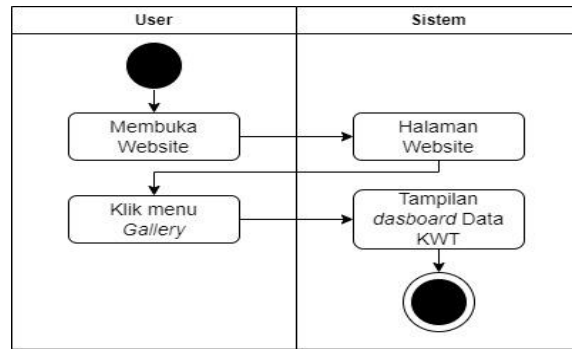 User
Sistem
Membuka
Website
Halaman
Website
Klik menu
Gallery
Tampilan
dasboard Data
KWT